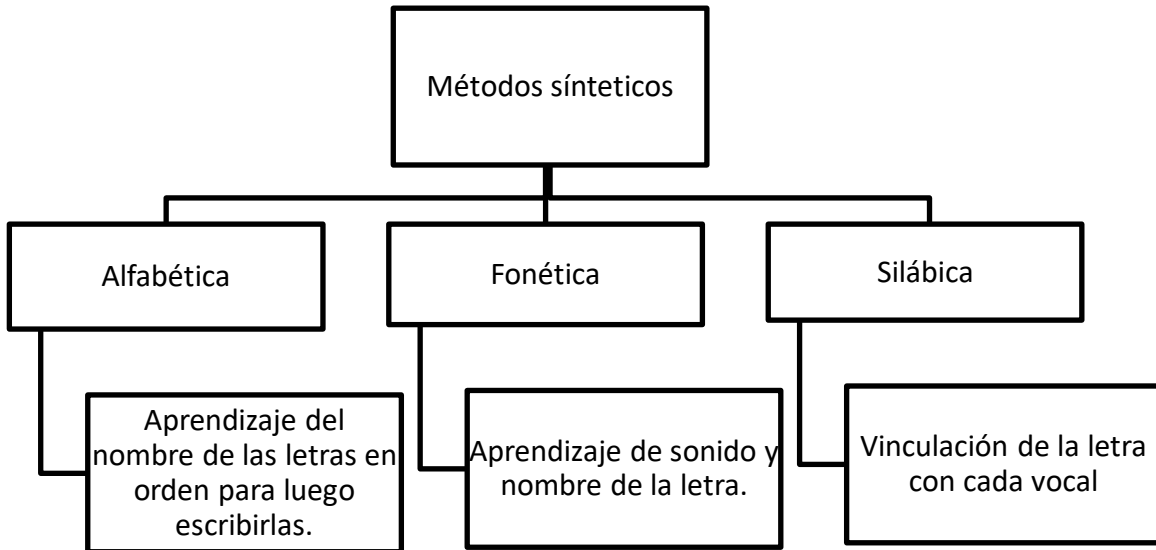 Métodos sínteticos
Alfabética
Fonética
Silábica
Aprendizaje del
nombre de las letras en
orden para luego
escribirlas.
Aprendizaje de sonido y
nombre de la letra.
Vinculación de la letra
con cada vocal